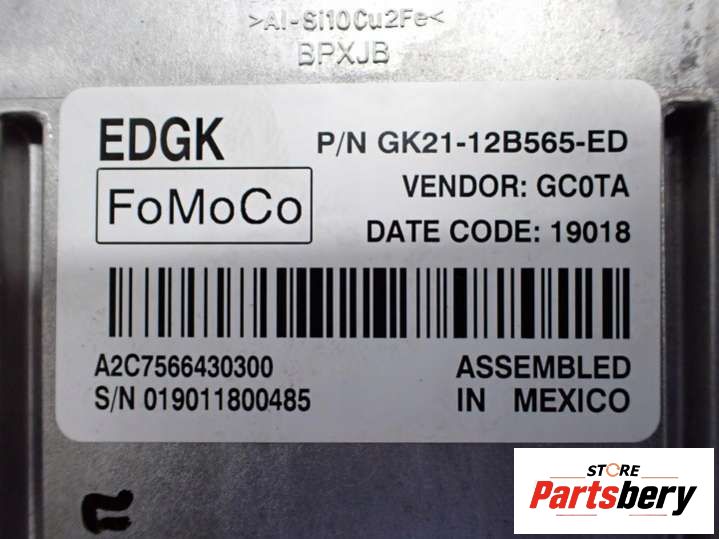 >Al-Si10Cu2Fe<
BPXJB
EDGK
P/N GK21-12B565-ED
FoMoCo
VENDOR: GC0TA
DATE CODE: 19018
A2C7566430300
ASSEMBLED
S/N 019011800485
IN MEXICO
STORE
Partsbery